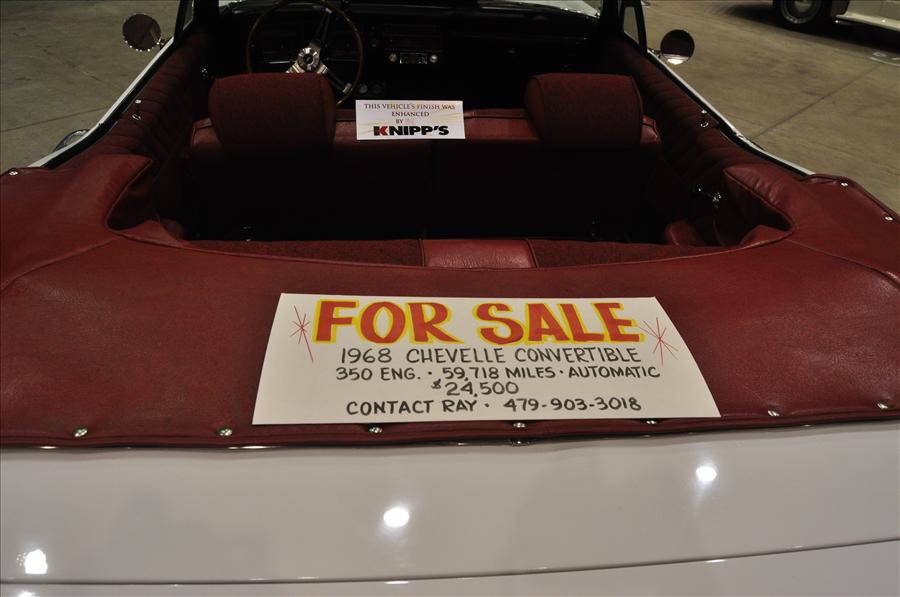 THIS VEHICLE'S FINISH WAS
ENHANCED
BY
KNIPP'S
FOR SALE
1968 CHEVELLE CONVERTIBLE
350 ENG. · 59,718 MILES · AUTOMATIC
$24,500
CONTACT RAY · 479-903-3018